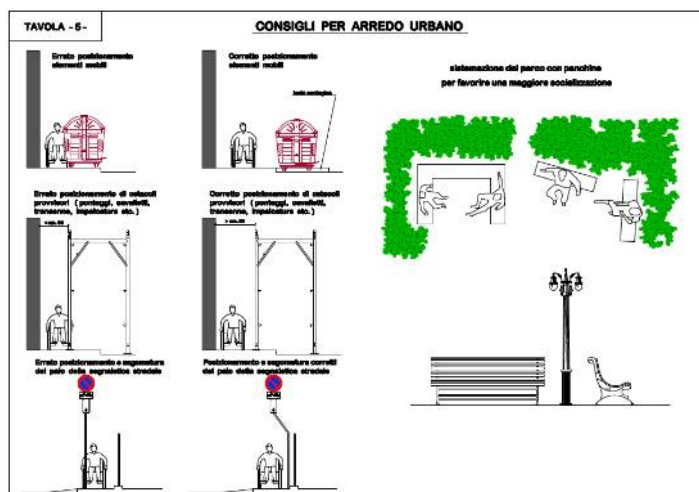 TAVOLA - 5 -
CONSIGLI PER ARREDO URBANO
Errato posizionamento
elementi mobili
Corretto posizionamento
elementi mobili
Errato posizionamento di ostacoli
provvisori (ponteggi, cavalletti,
transenne, impalcature etc.)
Corretto posizionamento di ostacoli
provvisori (ponteggi, cavalletti,
transenne, impalcature etc.)
Errato posizionamento e sagomatura
del palo della segnaletica stradale
Posizionamento e sagomatura corretti
del palo della segnaletica stradale
sistemazione del parco con panchine
per favorire una maggiore socializzazione